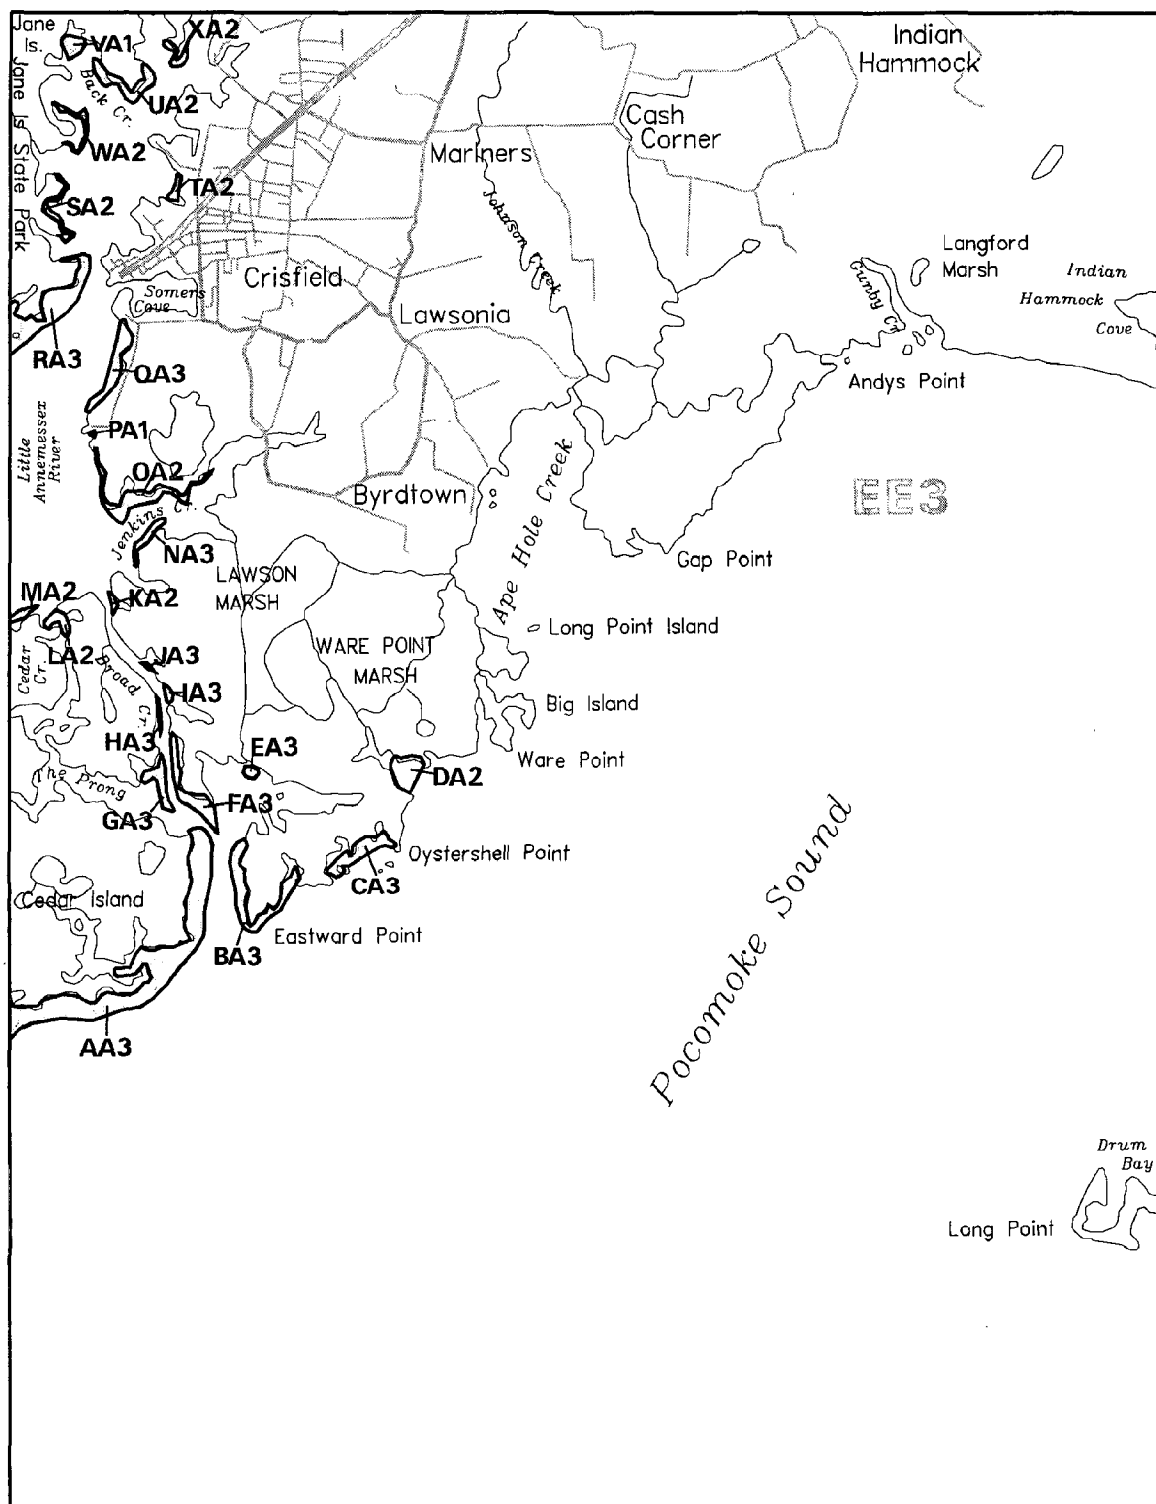 Jane
Is.
VA1
XA2
Indian
Hammock
Back Cr.
UA2
Jane Is State Park
Cash
Corner
WA2
Mariners
TA2
SA2
Johnson Creek
Langford
Marsh
Gunby Cr.
Indian
Hammock
Cove
Crisfield
Somers
Cove
Lawsonia
RA3
QA3
Andys Point
Little
Annemessex
River
PA1
OA2
Byrdtown
EE3
Jenkins Cr.
NA3
Ape Hole Creek
Gap Point
LAWSON
MARSH
MA2
KA2
Long Point Island
WARE POINT
MARSH
Cedar
Cr.
LA2
Broad Cr.
JA3
IA3
Big Island
HA3
EA3
Ware Point
The Prong
DA2
GA3
FA3
Oystershell Point
CA3
Cedar Island
Eastward Point
BA3
Pocomoke Sound
AA3
Drum
Bay
Long Point